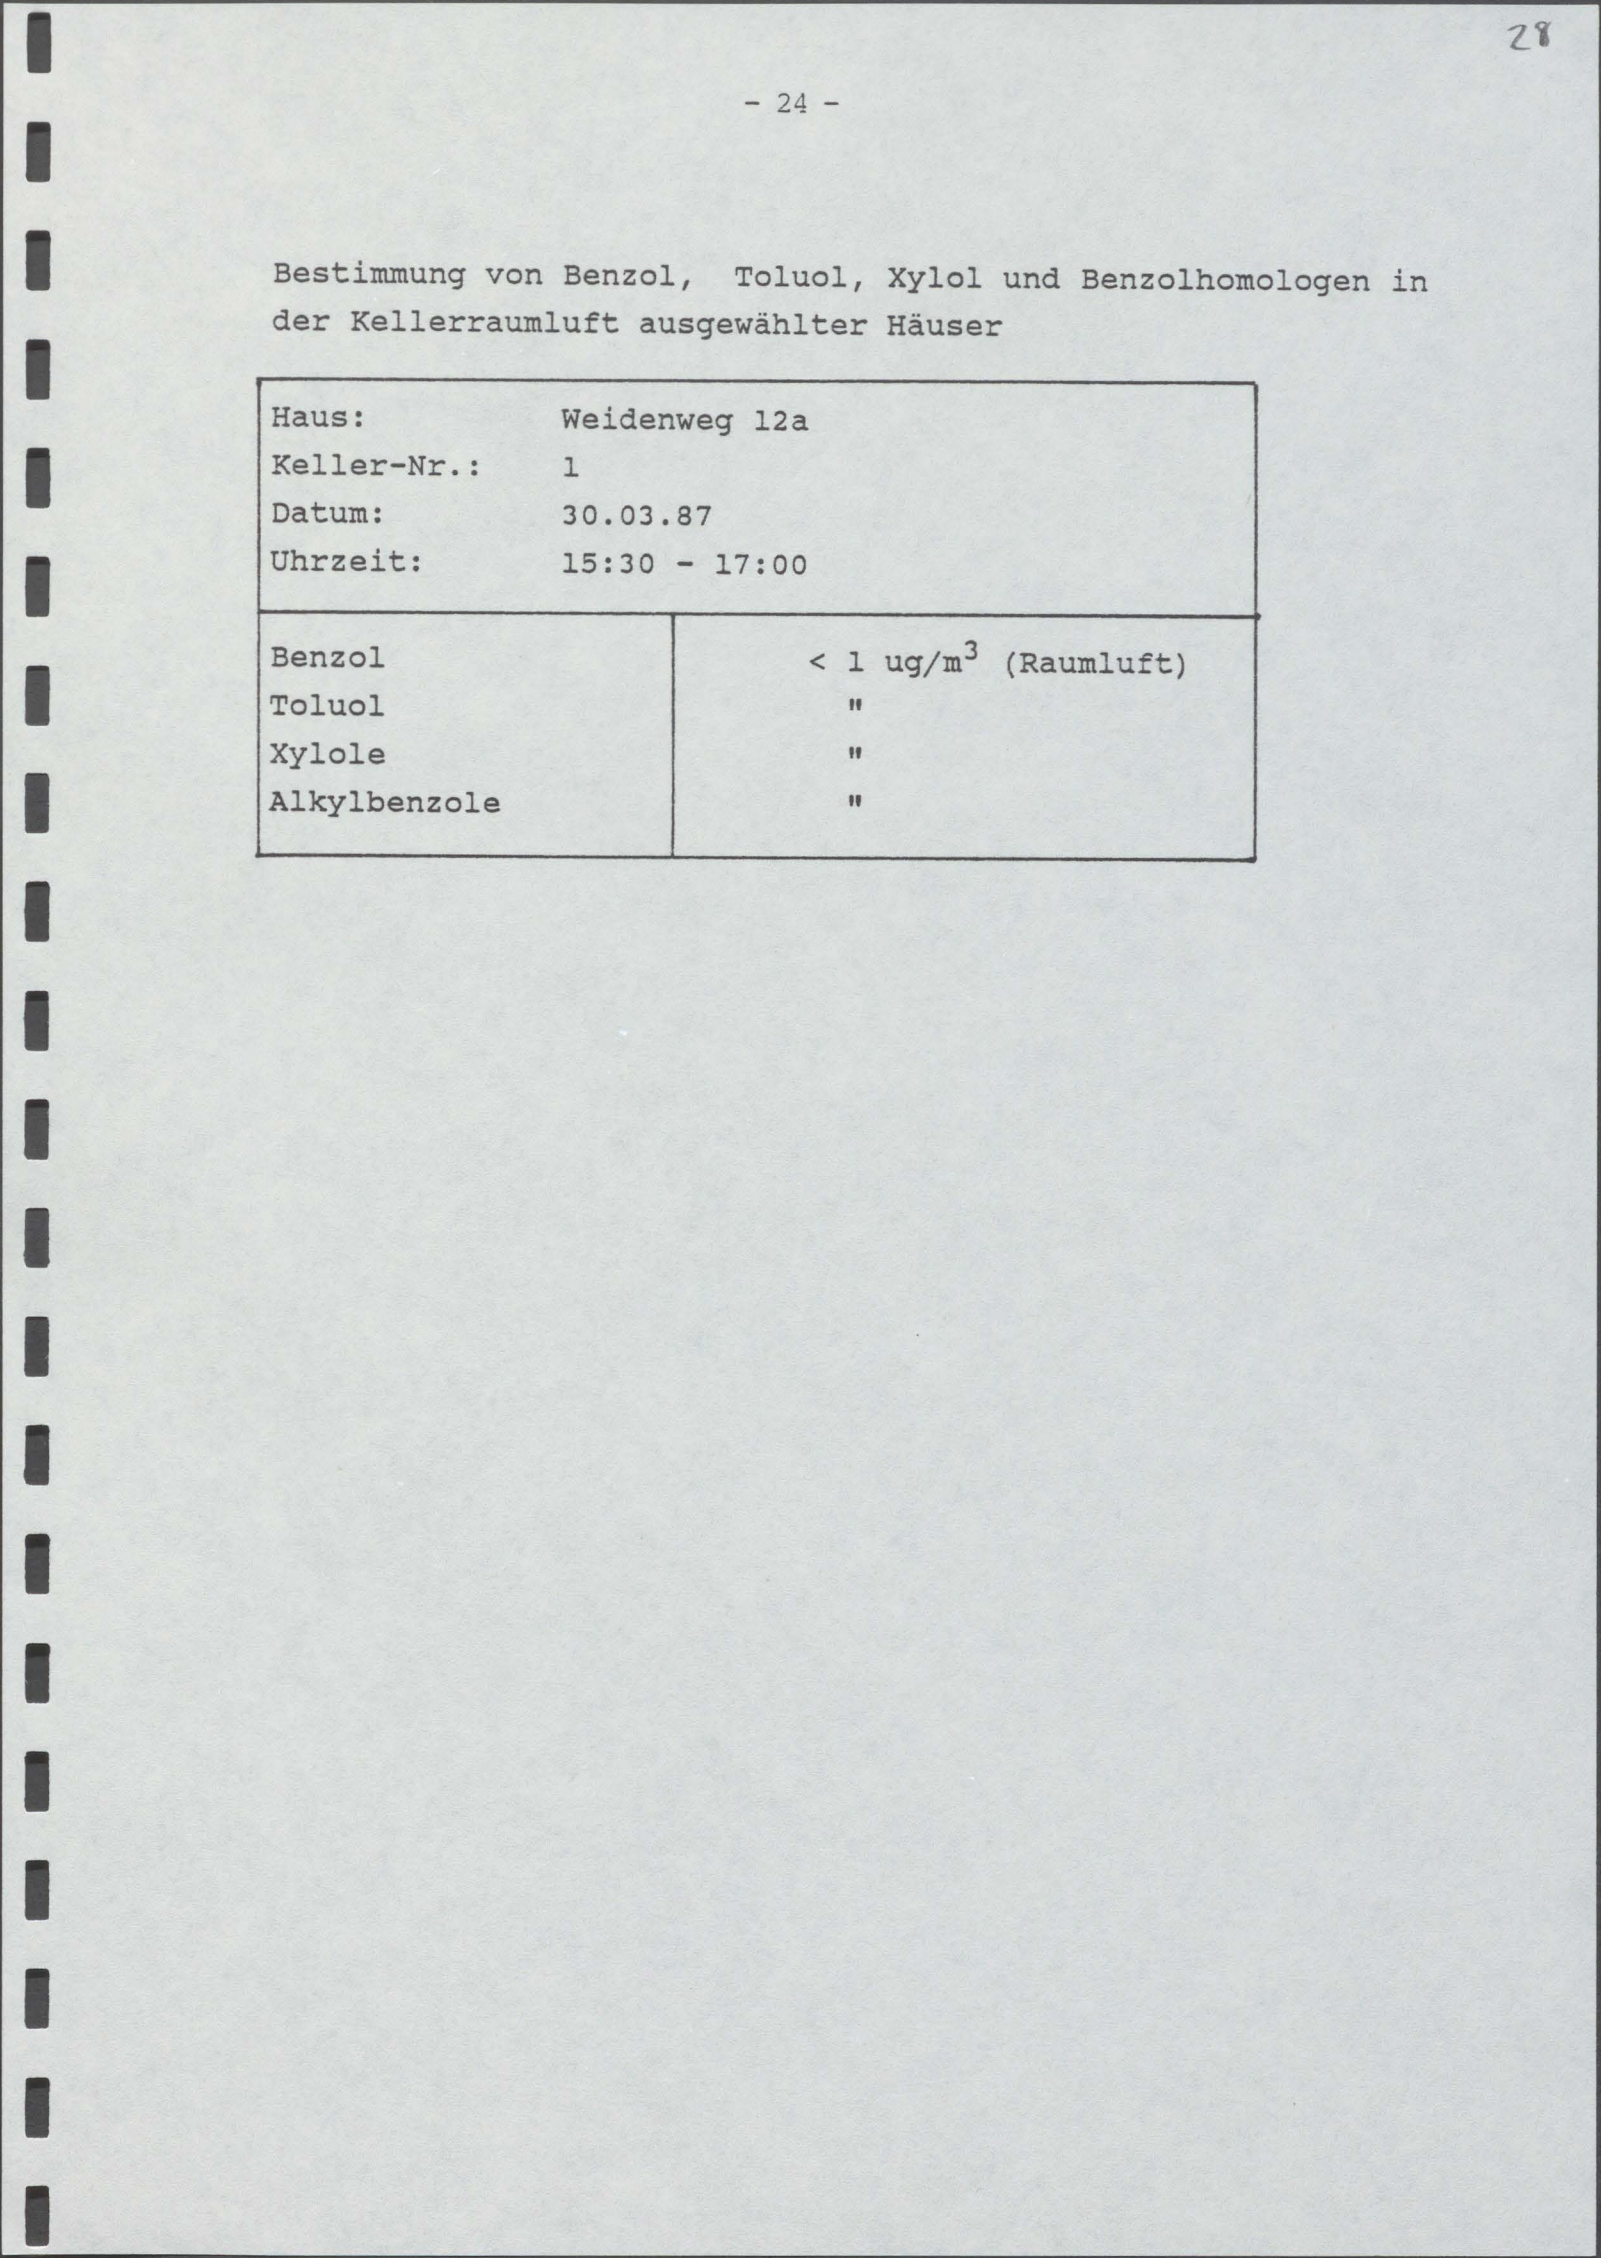 28
- 24 -
Bestimmung von Benzol, Toluol, Xylol und Benzolhomologen in
der Kellerraumluft ausgewählter Häuser
Haus: Weidenweg 12a
Keller-Nr.: 1
Datum: 30.03.87
Uhrzeit: 15:30 - 17:00
Benzol < 1 ug/m³ (Raumluft)
Toluol "
Xylole "
Alkylbenzole "